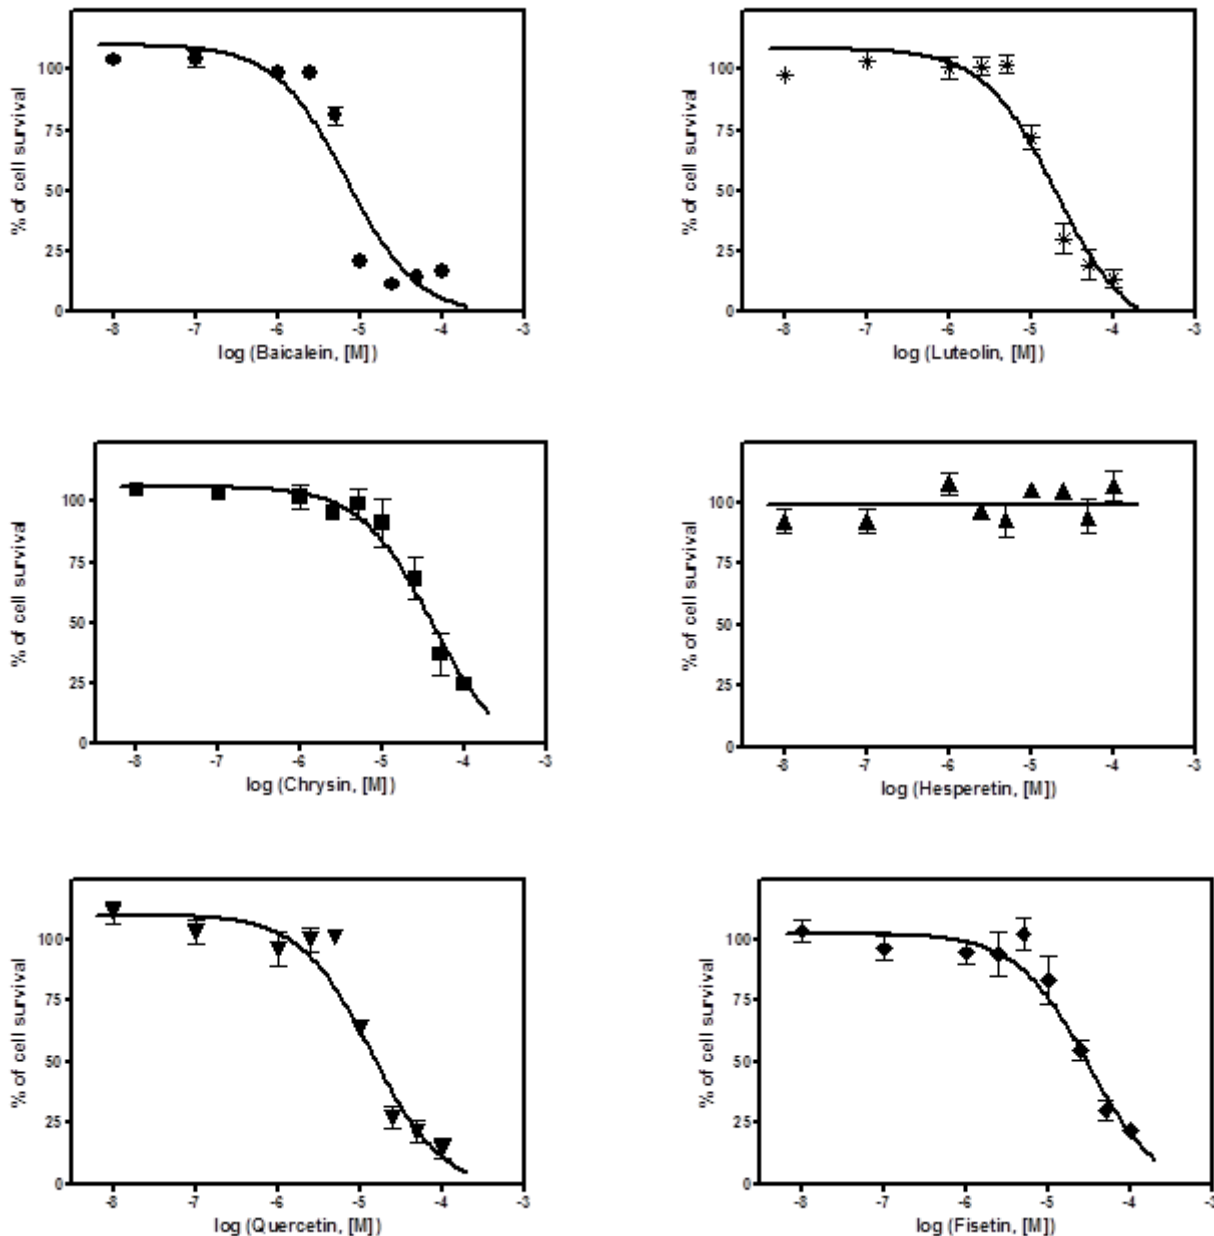 % of cell survival
100
75
50
25
0
-8 -7 -6 -5 -4 -3
log (Baicalein, [M])
% of cell survival
100
75
50
25
0
-8 -7 -6 -5 -4 -3
log (Luteolin, [M])
% of cell survival
100
75
50
25
0
-8 -7 -6 -5 -4 -3
log (Chrysin, [M])
% of cell survival
100
75
50
25
0
-8 -7 -6 -5 -4 -3
log (Hesperetin, [M])
% of cell survival
100
75
50
25
0
-8 -7 -6 -5 -4 -3
log (Quercetin, [M])
% of cell survival
100
75
50
25
0
-8 -7 -6 -5 -4 -3
log (Fisetin, [M])